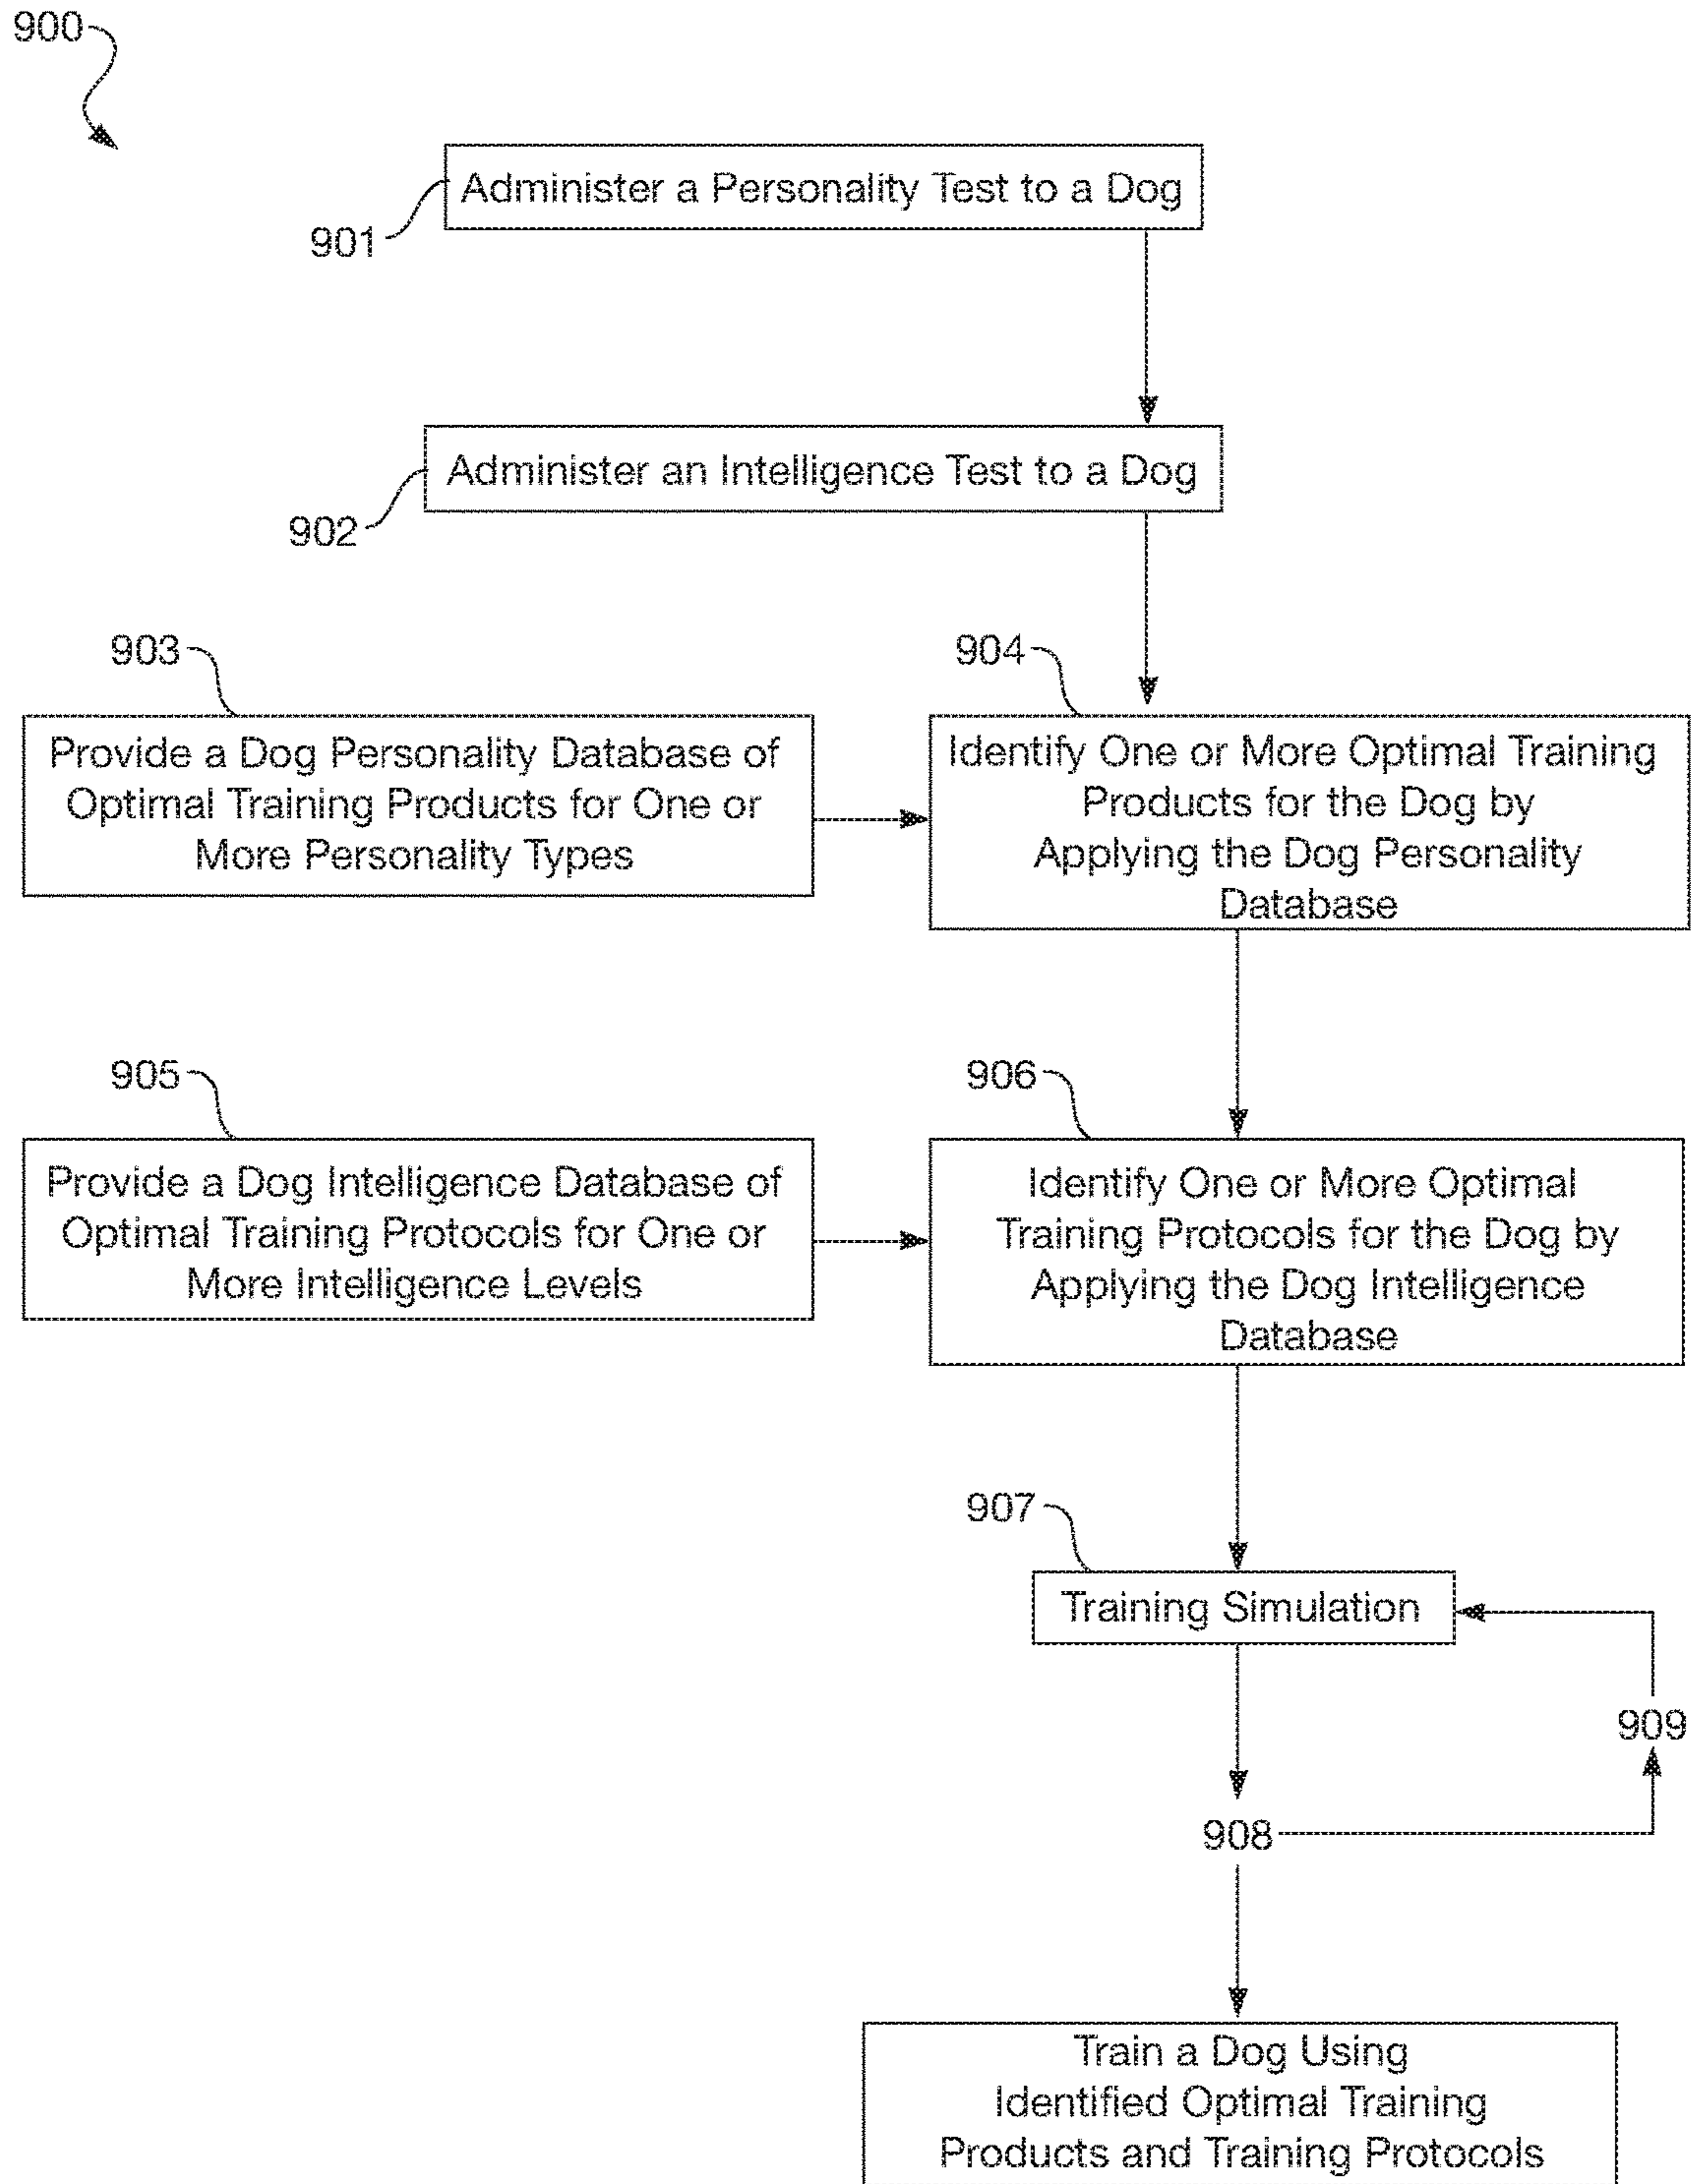 900
Administer a Personality Test to a Dog
901
Administer an Intelligence Test to a Dog
902
903
904
Provide a Dog Personality Database of
Optimal Training Products for One or
More Personality Types
Identify One or More Optimal Training
Products for the Dog by
Applying the Dog Personality
Database
905
906
Provide a Dog Intelligence Database of
Optimal Training Protocols for One or
More Intelligence Levels
Identify One or More Optimal
Training Protocols for the Dog by
Applying the Dog Intelligence
Database
907
Training Simulation
909
908
Train a Dog Using
Identified Optimal Training
Products and Training Protocols